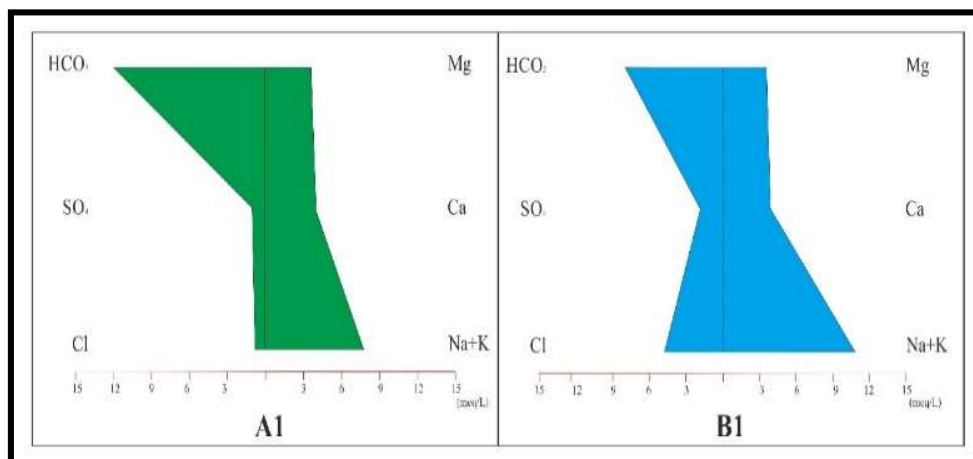 HCO₃ Mg
SO₄ Ca
Cl Na+K
15 12 9 6 3 3 6 9 12 15
(meq/L)
A1
HCO₃ Mg
SO₄ Ca
Cl Na+K
15 12 9 6 3 3 6 9 12 15
(meq/L)
B1